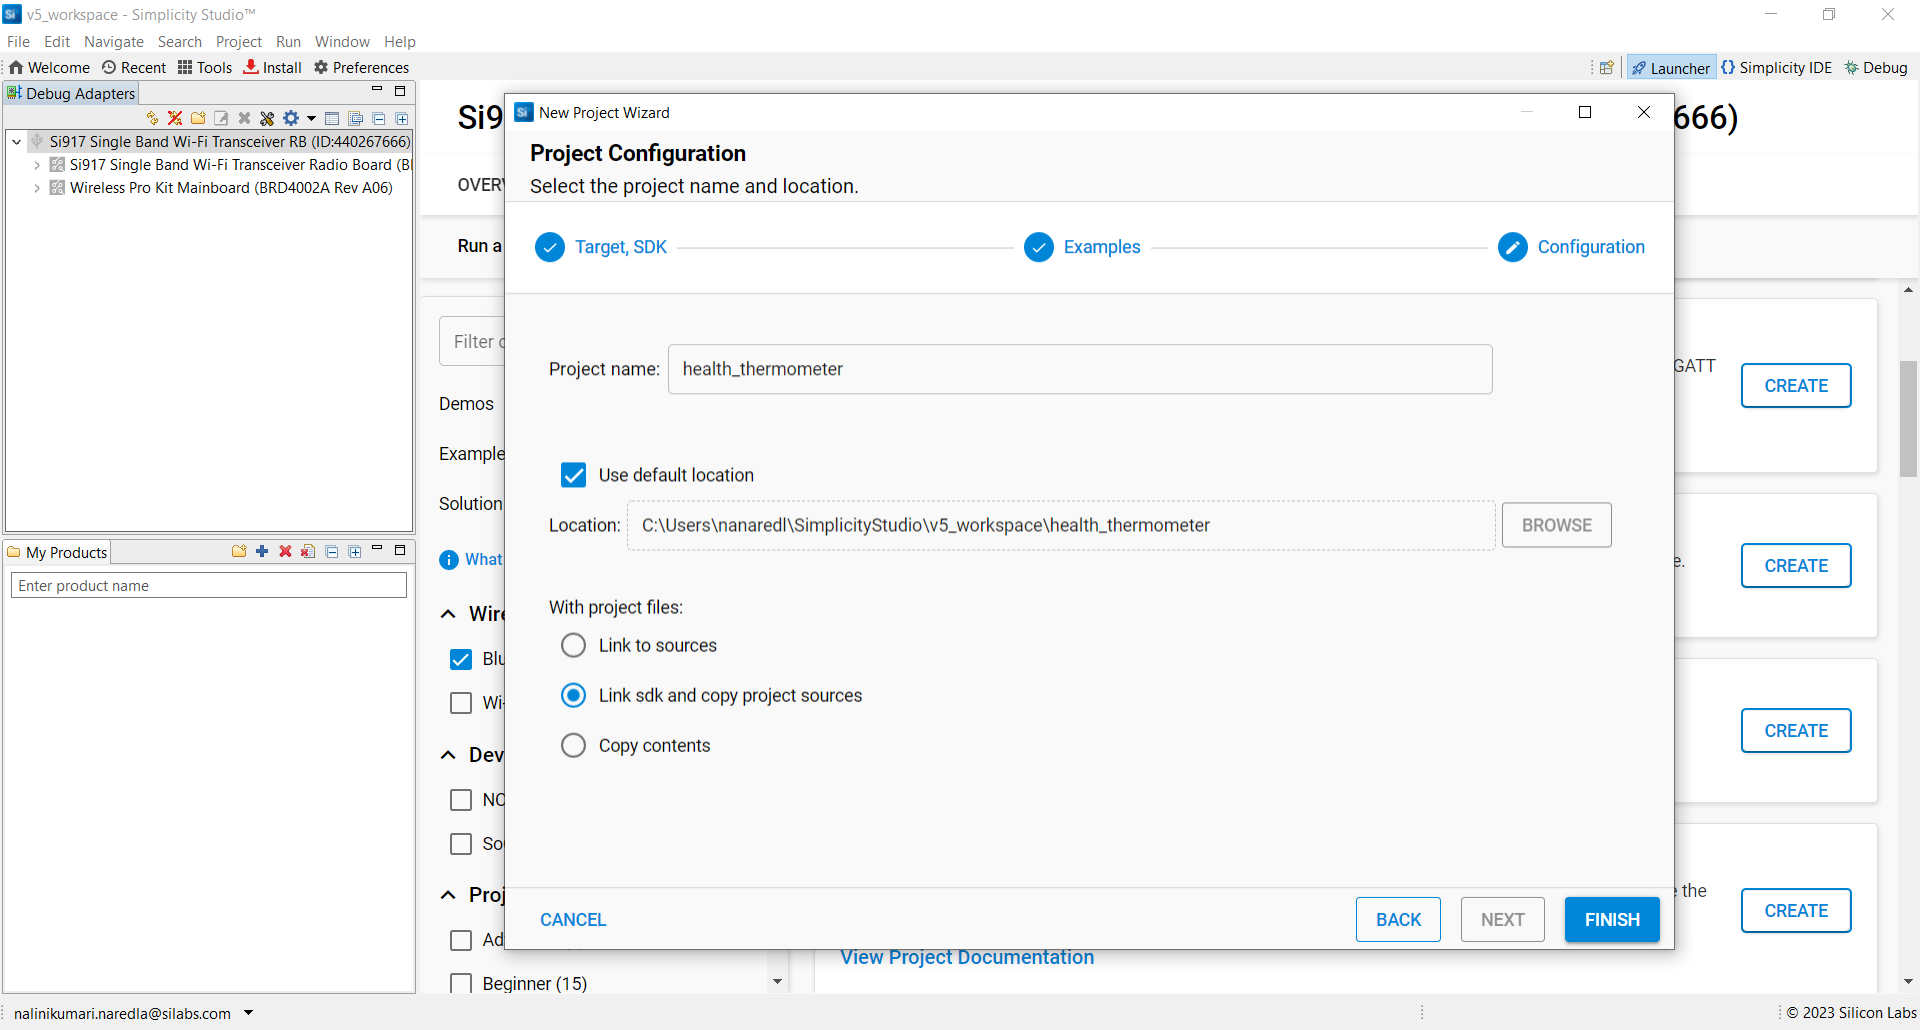 v5_workspace - Simplicity Studio™
File Edit Navigate Search Project Run Window Help
Welcome Recent Tools Install Preferences
Launcher Simplicity IDE Debug
Debug Adapters
Si917 Single Band Wi-Fi Transceiver RB (ID:440267666)
Si917 Single Band Wi-Fi Transceiver Radio Board (B
Wireless Pro Kit Mainboard (BRD4002A Rev A06)
My Products
Enter product name
Si9
666)
OVERV
Run a
Filter
Demos
Example
Solution
What
Wire
Blu
Wi-
Dev
NC
So
Proj
Ad
Beginner (15)
New Project Wizard
Project Configuration
Select the project name and location.
Target, SDK
Examples
Configuration
Project name: health_thermometer
Use default location
Location: C:\Users\nanaredl\SimplicityStudio\v5_workspace\health_thermometer BROWSE
With project files:
Link to sources
Link sdk and copy project sources
Copy contents
CANCEL BACK NEXT FINISH
GATT
CREATE
e.
CREATE
CREATE
e the
CREATE
View Project Documentation
nalinikumari.naredla@silabs.com
© 2023 Silicon Labs